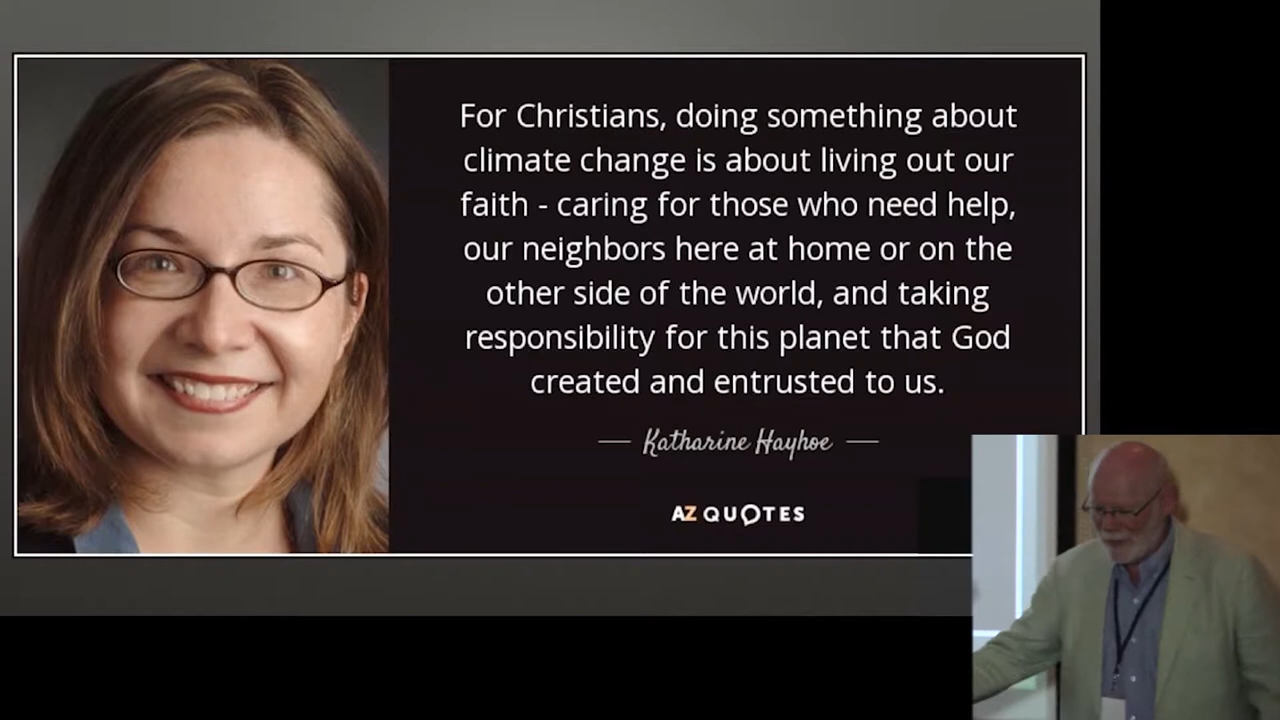 For Christians, doing something about
climate change is about living out our
faith - caring for those who need help,
our neighbors here at home or on the
other side of the world, and taking
responsibility for this planet that God
created and entrusted to us.
Katharine Hayhoe
AZ QUOTES